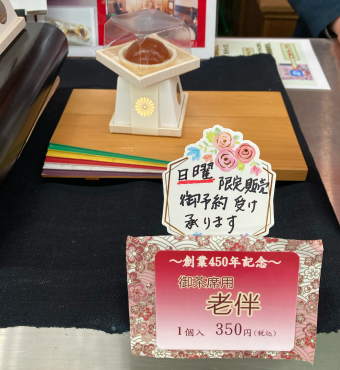 日曜 限定販売
御予約 受け
承ります
～創業450年記念～
御茶席用
老伴
1個入 350円(税込)